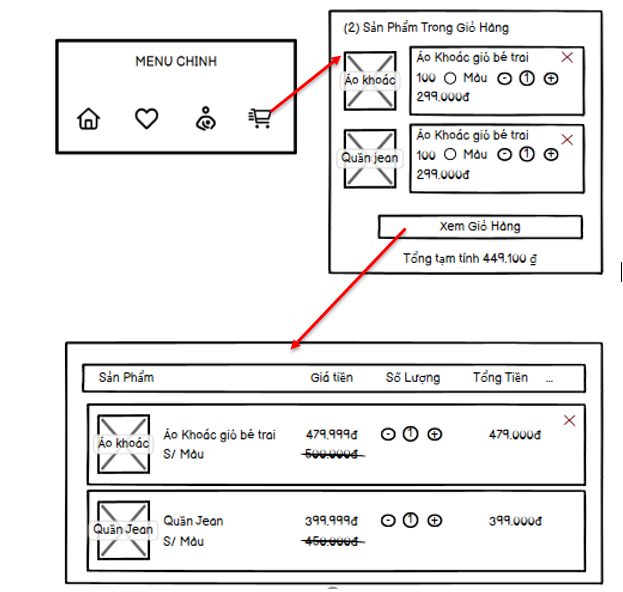 MENU CHINH
(2) Sản Phẩm Trong Giỏ Hàng
Áo khoác
Áo Khoác gió bé trai
100 Màu 1
299.000đ
Quần jean
Áo Khoác gió bé trai
100 Màu 1
299.000đ
Xem Giỏ Hàng
Tổng tạm tính 449.100 ₫
Sản Phẩm Giá tiền Số Lượng Tổng Tiền ...
Áo khoác
Áo Khoác gió bé trai 479.999đ 1 479.000đ
S/ Màu 500.000đ
Quần Jean
Quần Jean 399.999đ 1 399.000đ
S/ Màu 450.000đ